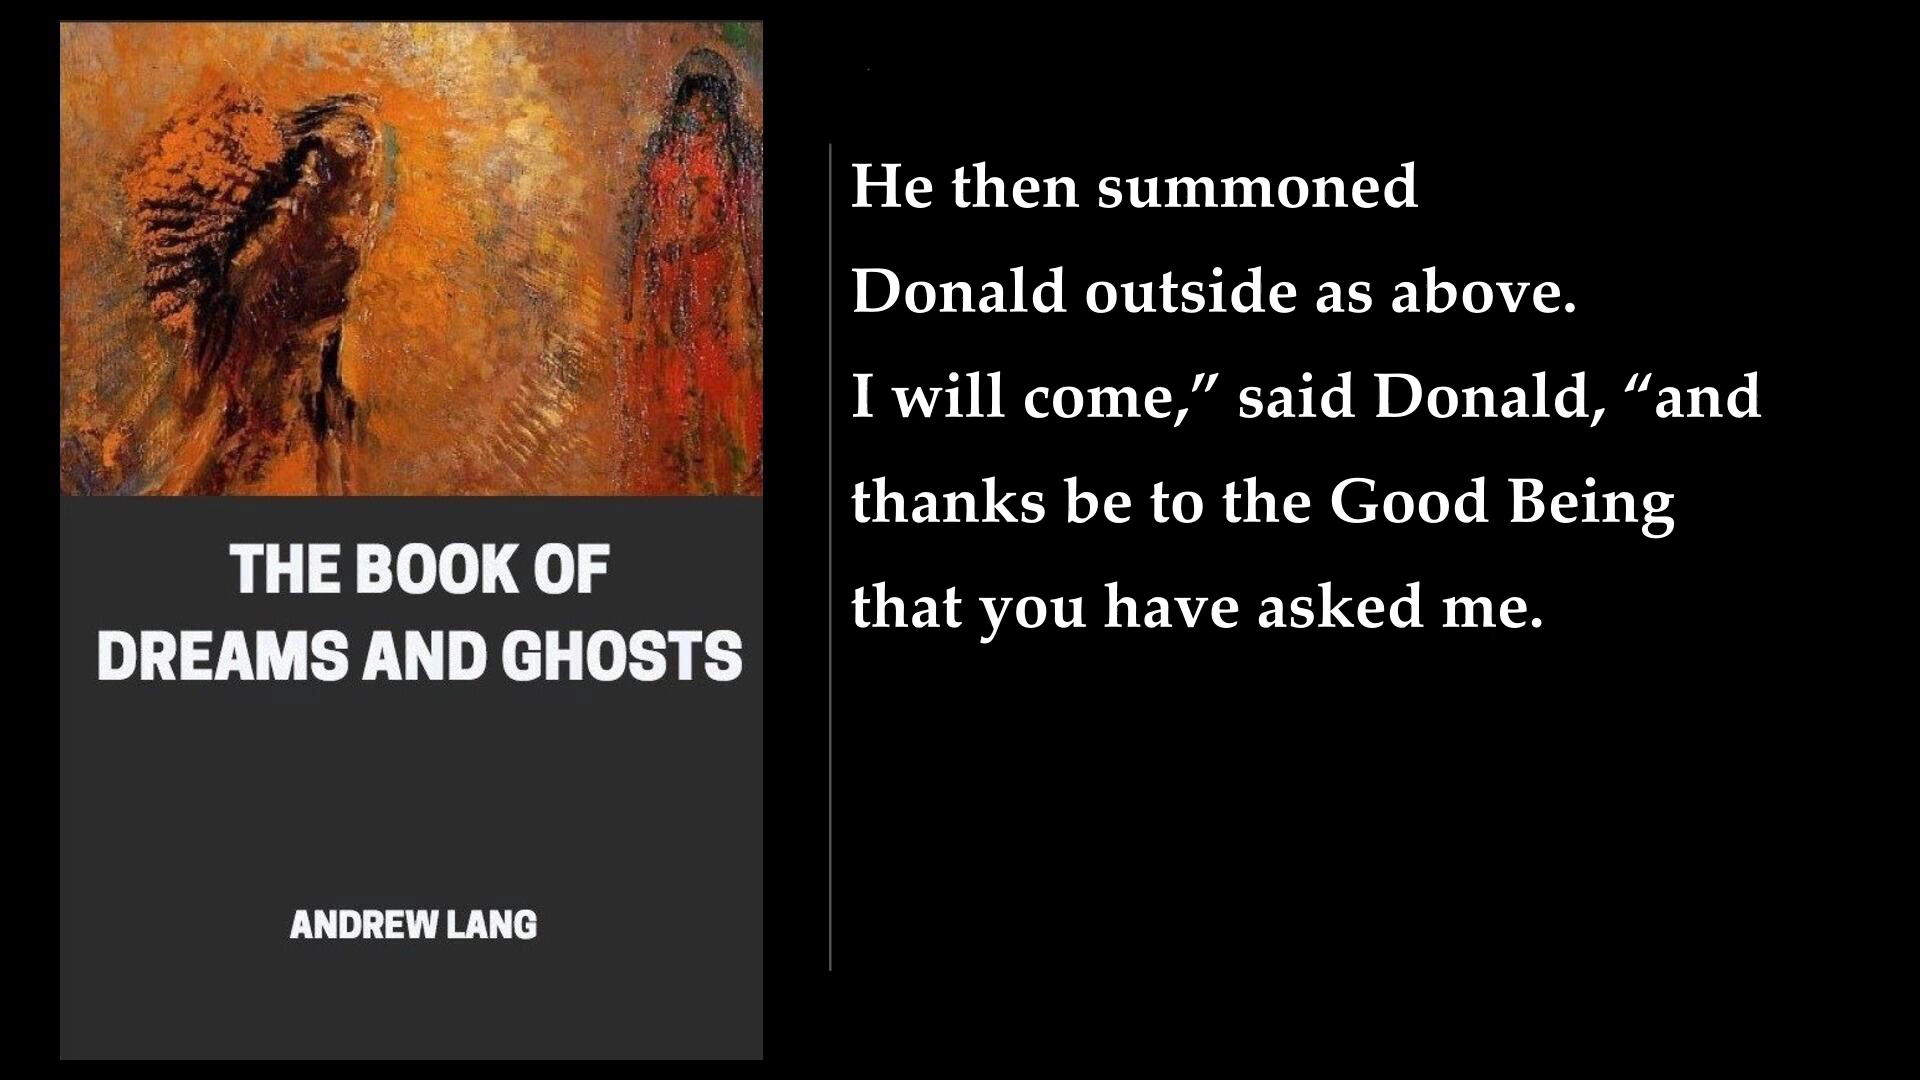 THE BOOK OF
DREAMS AND GHOSTS
ANDREW LANG
He then summoned
Donald outside as above.
I will come,” said Donald, “and
thanks be to the Good Being
that you have asked me.